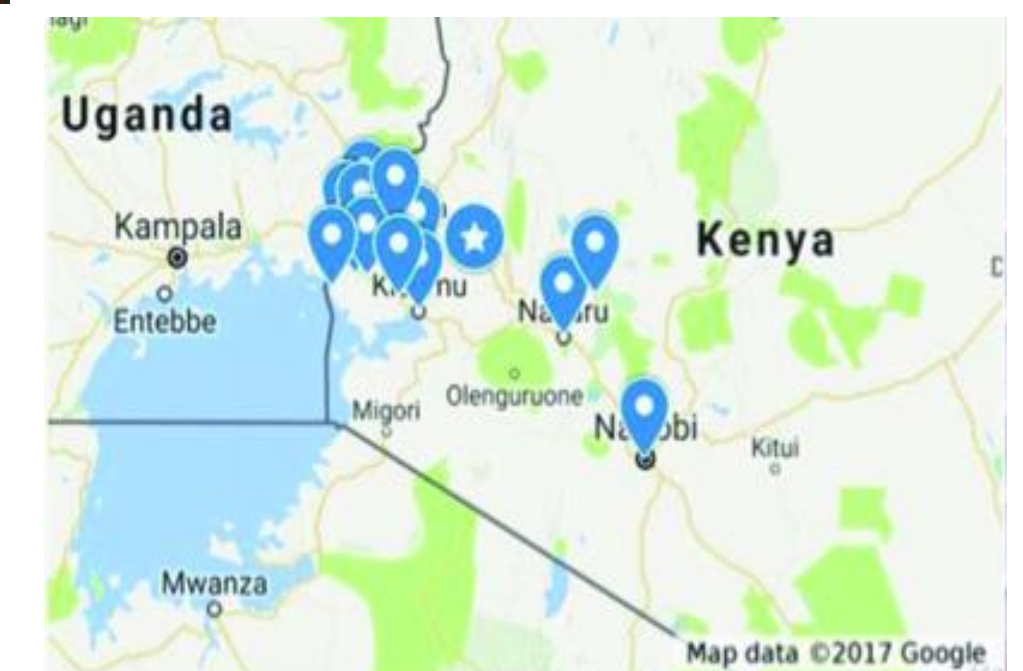 Uganda
Kampala
Entebbe
Kenya
Olenguruone
Migori
Kitui
Mwanza
Map data ©2017 Google